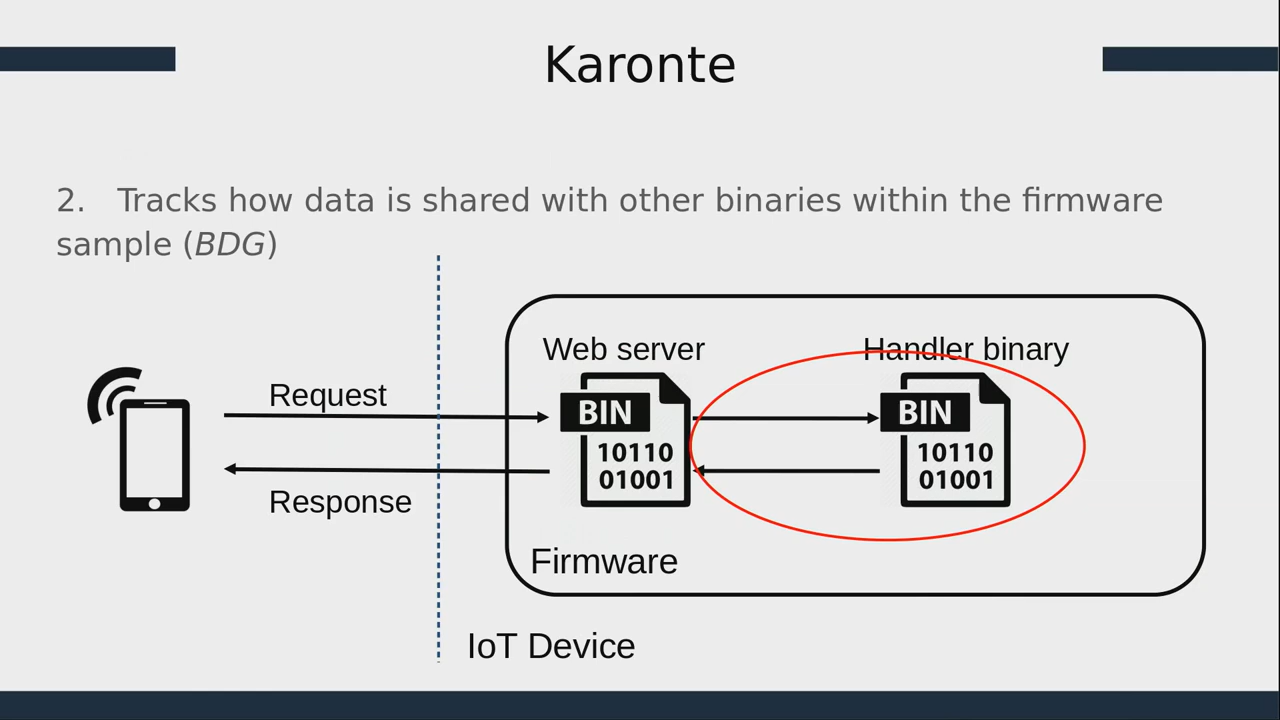 Karonte
2. Tracks how data is shared with other binaries within the firmware
sample (BDG)
Web server
Handler binary
Request
BIN
10110
01001
BIN
10110
01001
Response
Firmware
IoT Device